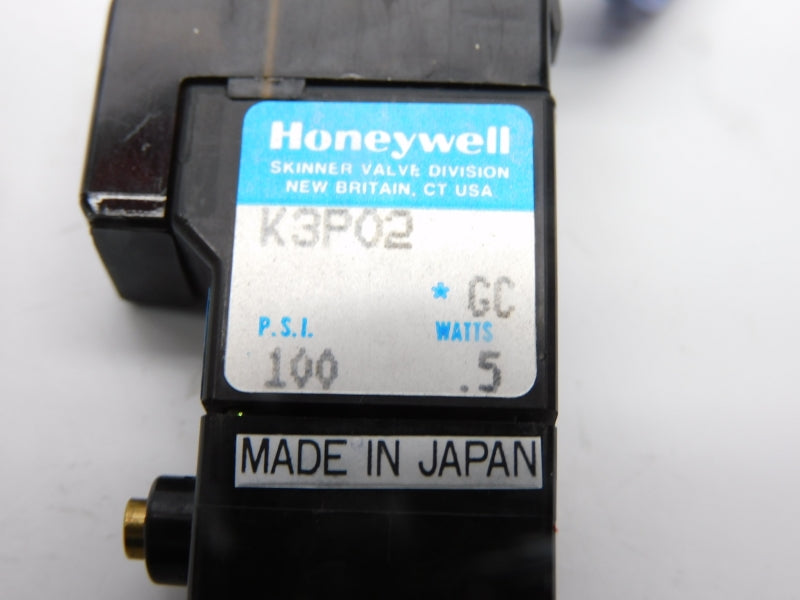 Honeywell
SKINNER VALVE DIVISION
NEW BRITAIN, CT USA
K3P02
* GC
P.S.I. WATTS
100 .5
MADE IN JAPAN